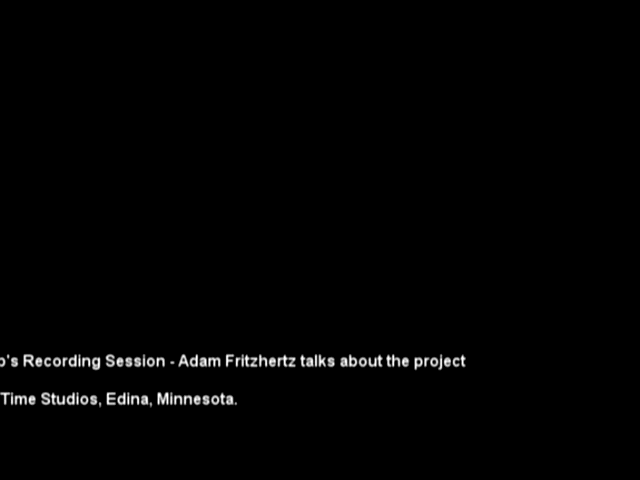 's Recording Session - Adam Fritzhertz talks about the project
Time Studios, Edina, Minnesota.